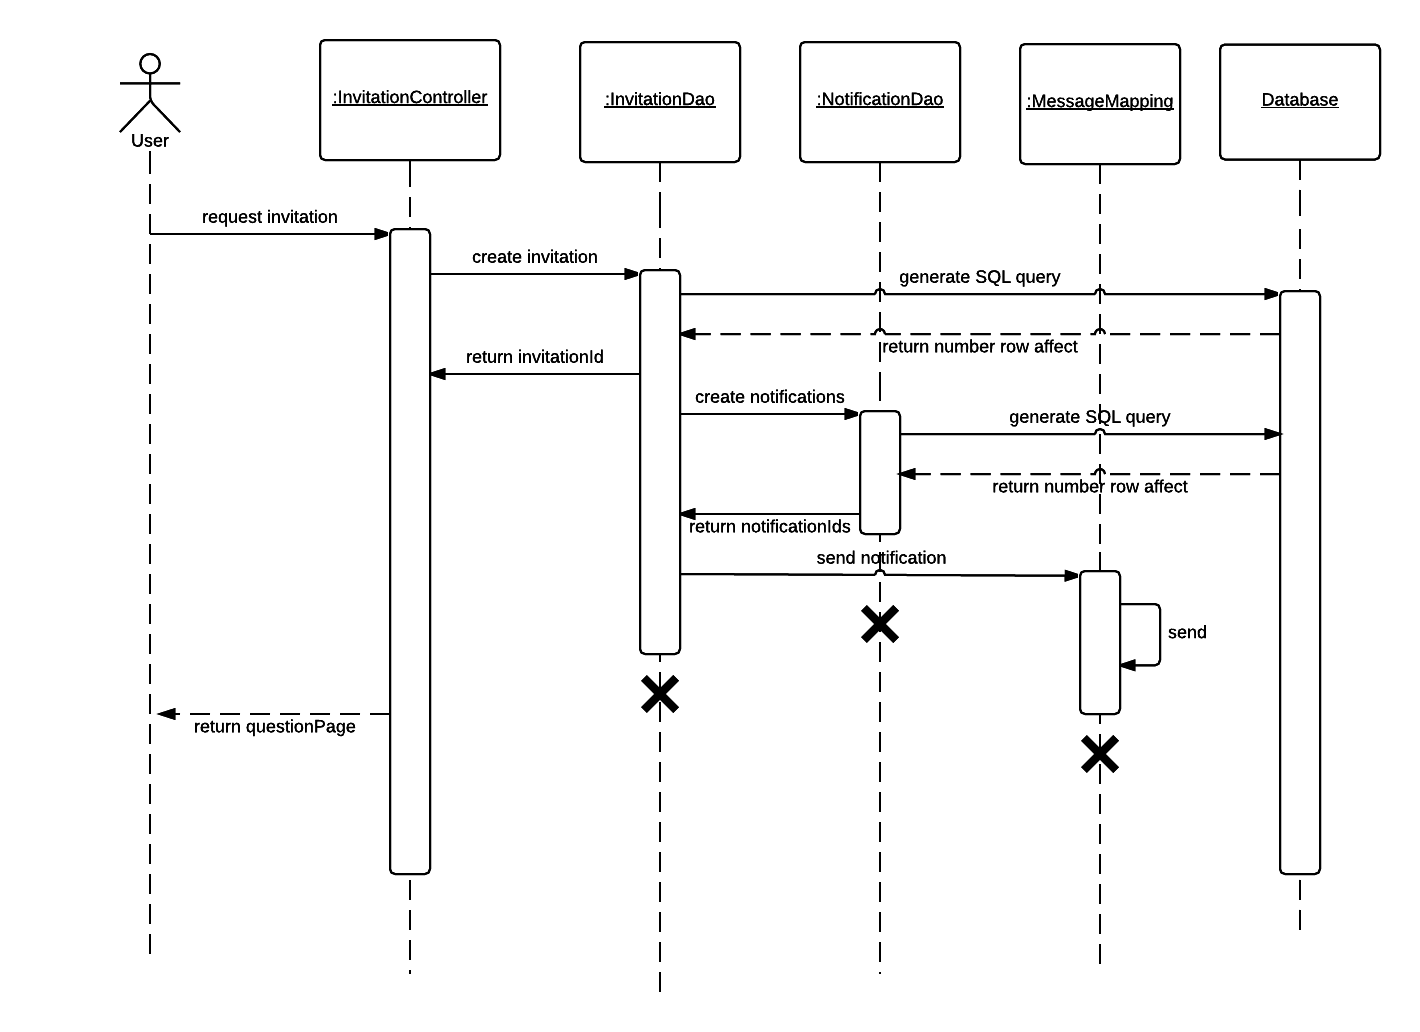 :InvitationController
:InvitationDao
:NotificationDao
:MessageMapping
Database
User
request invitation
create invitation
generate SQL query
return number row affect
return invitationId
create notifications
generate SQL query
return number row affect
return notificationIds
send notification
send
return questionPage